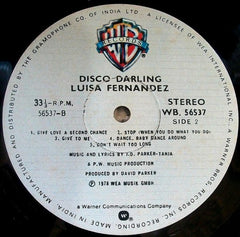 MANUFACTURED AND DISTRIBUTED BY THE GRAMOPHONE CO. OF INDIA LTD. A LICENSEE OF WEA INTERNATIONAL INC.
WARNER BROS. RECORDS INC. RECORDING, MADE IN INDIA
WB
RECORDS
DISCO DARLING
LUISA FERNANDEZ
33⅓ R.P.M.
STEREO
56537-B
WB. 56537
SIDE 2
1. GIVE LOVE A SECOND CHANCE
2. STOP (WHEN YOU DO WHAT YOU DO)
3. GIVE TO ME
4. DANCE, BABY DANCE AROUND
5. DON'T WAIT TOO LONG
MUSIC AND LYRICS BY I.D. PARKER-TANIA
A P.W. MUSIC PRODUCTION
PRODUCED BY DAVID PARKER
℗ 1978 WEA MUSIK GMBH
A Warner Communications Company